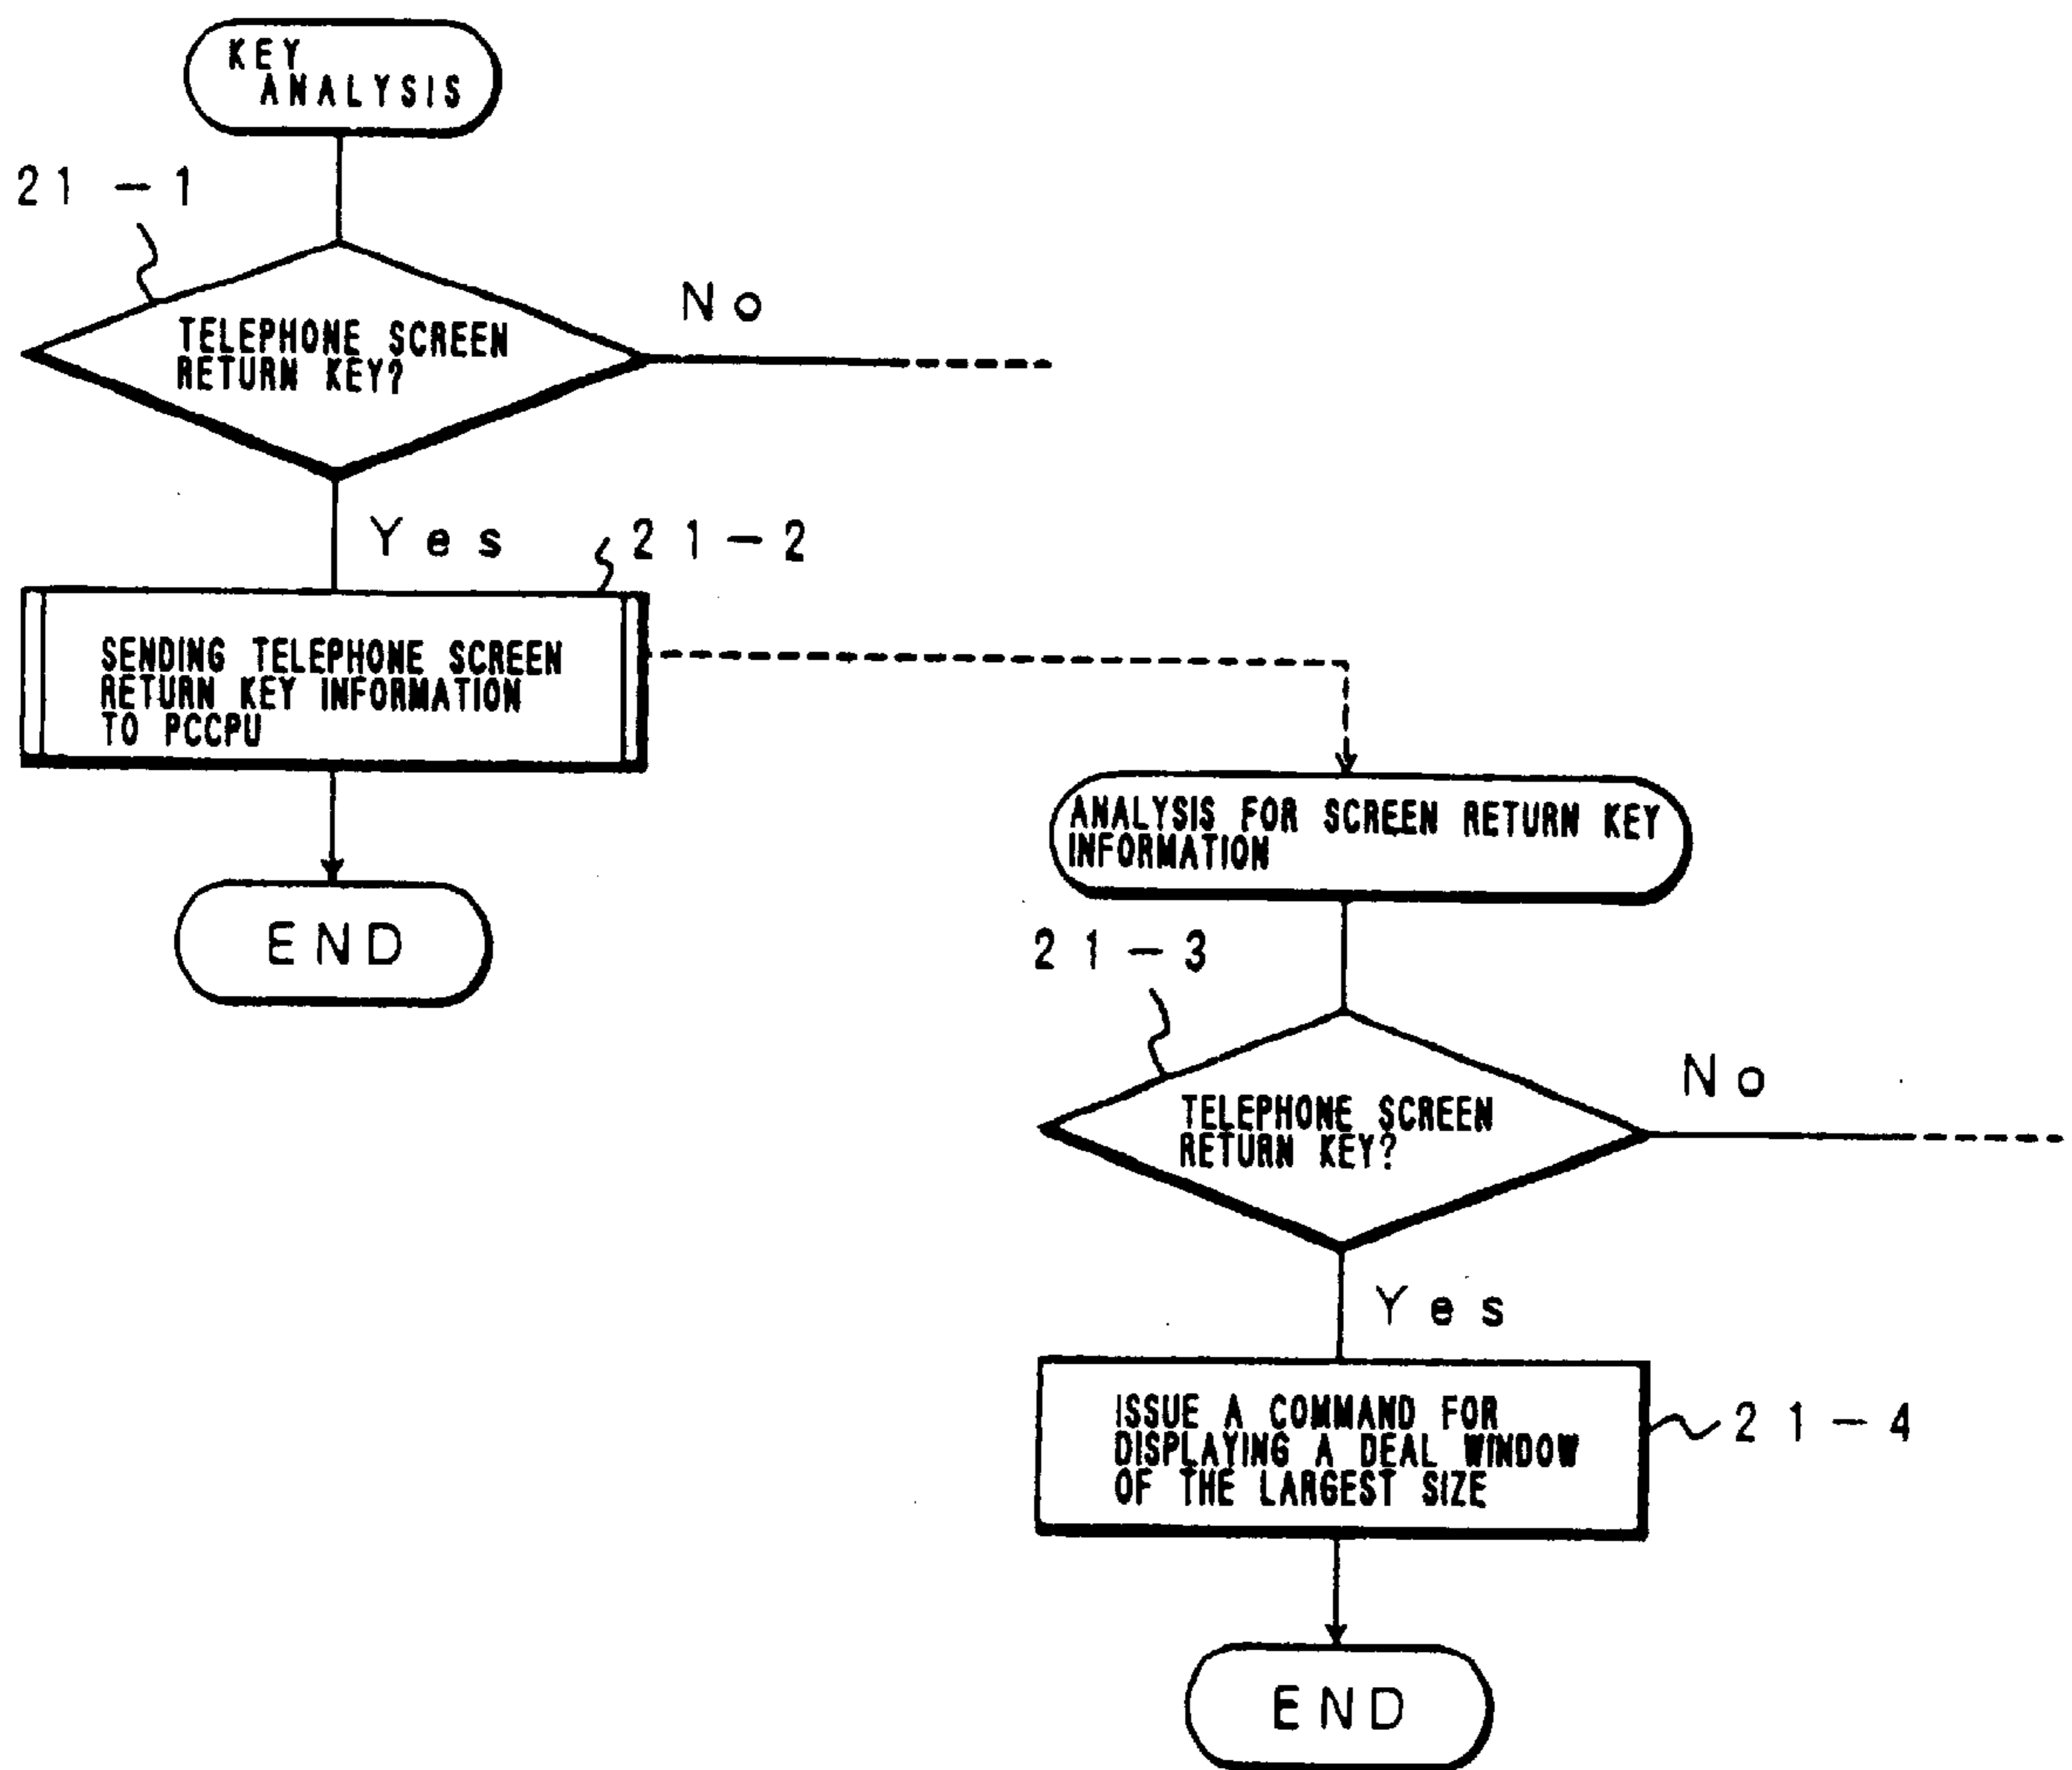 KEY
ANALYSIS
21-1
No
TELEPHONE SCREEN
RETURN KEY?
Yes
21-2
SENDING TELEPHONE SCREEN
RETURN KEY INFORMATION
TO PCCPU
END
ANALYSIS FOR SCREEN RETURN KEY
INFORMATION
21-3
No
TELEPHONE SCREEN
RETURN KEY?
Yes
ISSUE A COMMAND FOR
DISPLAYING A DEAL WINDOW
OF THE LARGEST SIZE
21-4
END